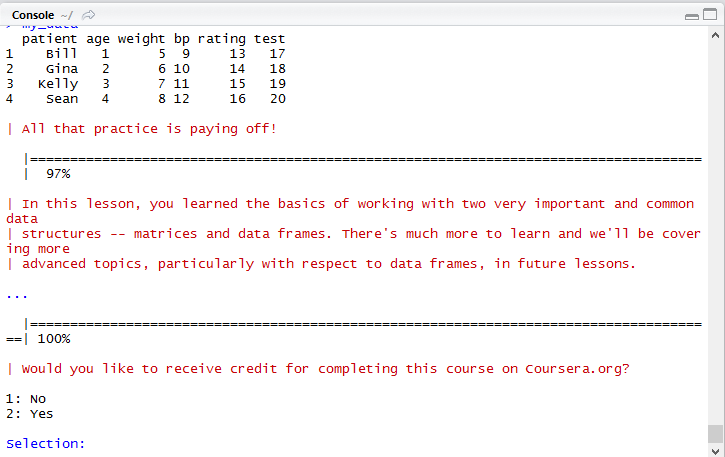 Console ~/
> my_data
  patient age weight bp rating test
1    Bill   1      5  9     13   17
2    Gina   2      6 10     14   18
3   Kelly   3      7 11     15   19
4    Sean   4      8 12     16   20
| All that practice is paying off!
  |=====================================================================================
  |  97%
| In this lesson, you learned the basics of working with two very important and common
data
| structures -- matrices and data frames. There's much more to learn and we'll be cover
ing more
| advanced topics, particularly with respect to data frames, in future lessons.
...
  |=====================================================================================
==| 100%
| Would you like to receive credit for completing this course on Coursera.org?
1: No
2: Yes
Selection: